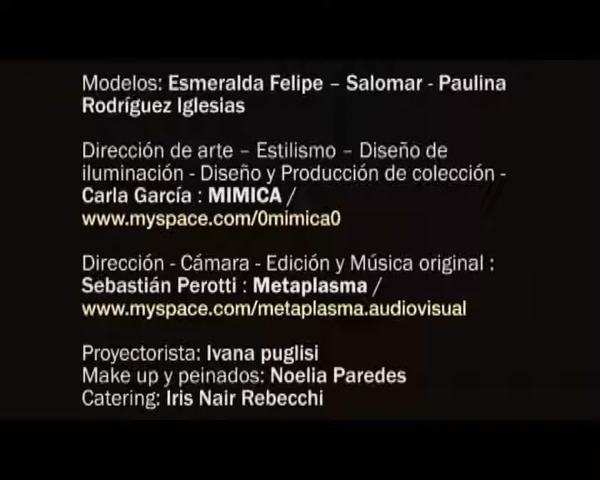 Modelos: Esmeralda Felipe – Salomar - Paulina
Rodríguez Iglesias
Dirección de arte – Estilismo – Diseño de
iluminación - Diseño y Producción de colección -
Carla García : MIMICA /
www.myspace.com/0mimica0
Dirección - Cámara - Edición y Música original :
Sebastián Perotti : Metaplasma /
www.myspace.com/metaplasma.audiovisual
Proyectorista: Ivana puglisi
Make up y peinados: Noelia Paredes
Catering: Iris Nair Rebecchi